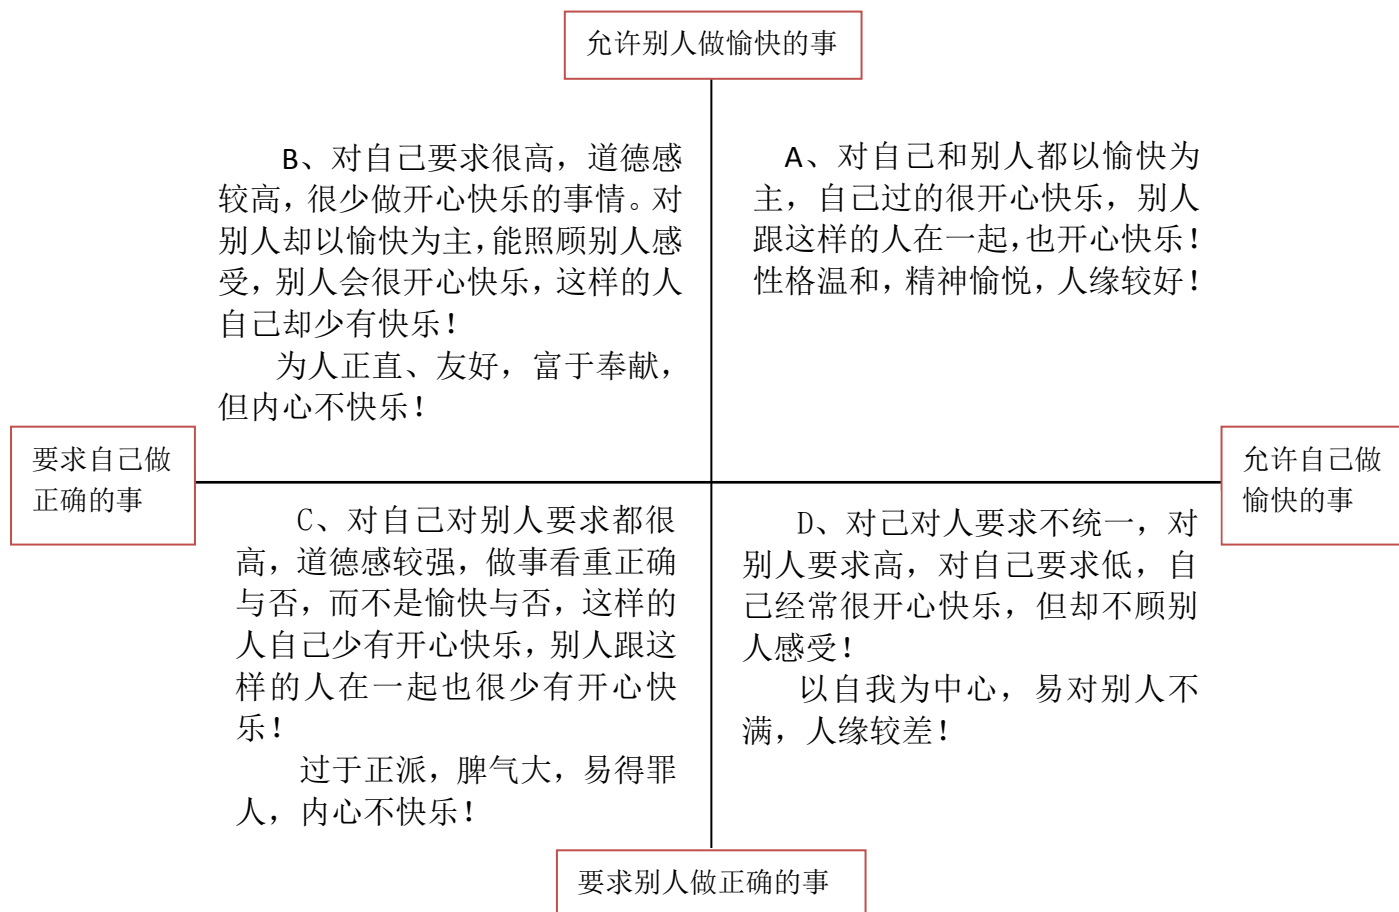 允许别人做愉快的事
B、对自己要求很高，道德感
较高，很少做开心快乐的事情。对
别人却以愉快为主，能照顾别人感
受，别人会很开心快乐，这样的人
自己却少有快乐！
为人正直、友好，富于奉献，
但内心不快乐！
A、对自己和别人都以愉快为
主，自己过的很开心快乐，别人
跟这样的人在一起，也开心快乐！
性格温和，精神愉悦，人缘较好！
要求自己做
正确的事
允许自己做
愉快的事
C、对自己对别人要求都很
高，道德感较强，做事看重正确
与否，而不是愉快与否，这样的
人自己少有开心快乐，别人跟这
样的人在一起也很少有开心快
乐！
过于正派，脾气大，易得罪
人，内心不快乐！
D、对己对人要求不统一，对
别人要求高，对自己要求低，自
己经常很开心快乐，但却不顾别
人感受！
以自我为中心，易对别人不
满，人缘较差！
要求别人做正确的事